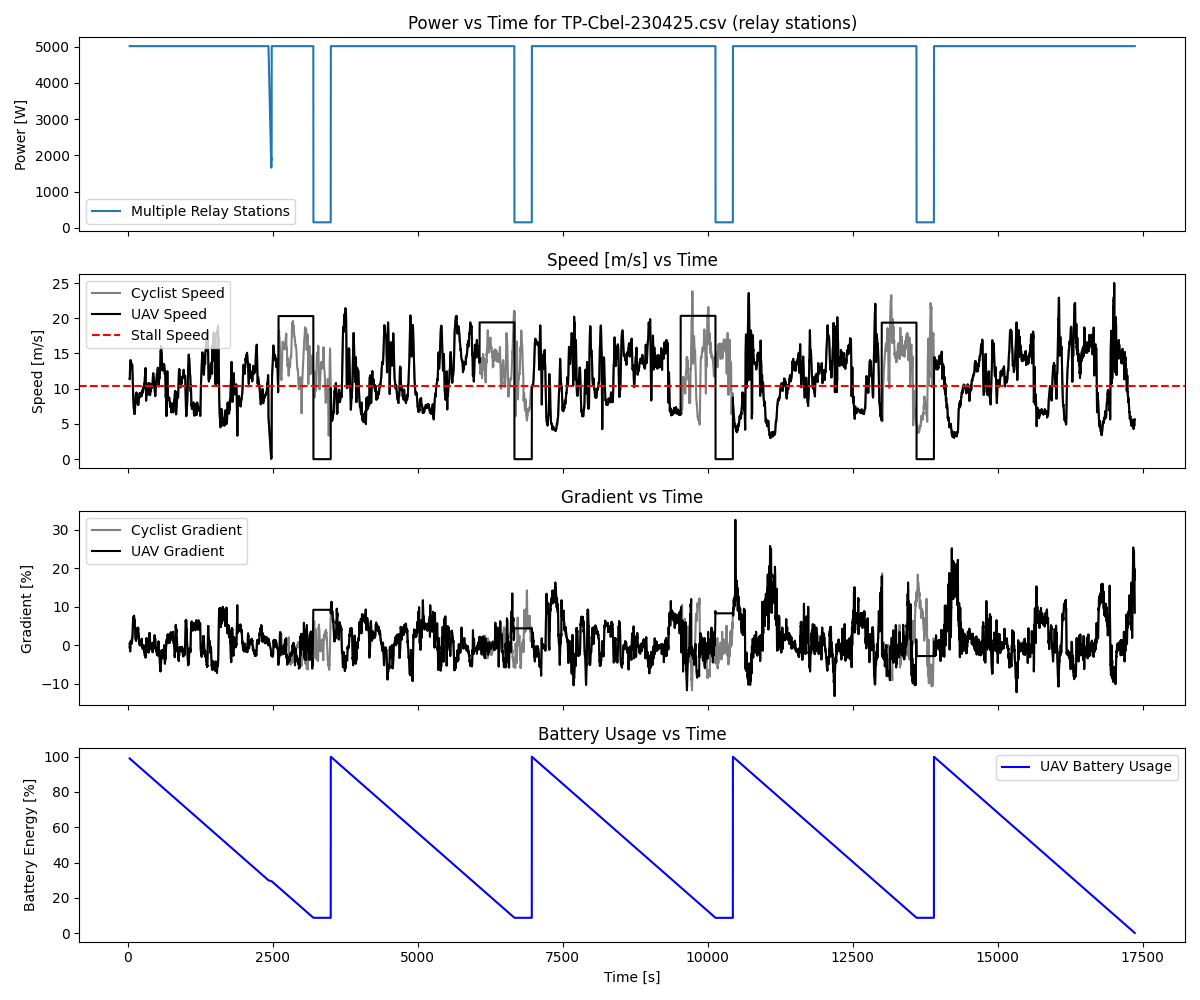 Power vs Time for TP-Cbel-230425.csv (relay stations)
5000
4000
3000
2000
1000
0
Power [W]
Multiple Relay Stations
Speed [m/s] vs Time
25
20
15
10
5
0
Speed [m/s]
Cyclist Speed
UAV Speed
Stall Speed
Gradient vs Time
30
20
10
0
−10
Gradient [%]
Cyclist Gradient
UAV Gradient
Battery Usage vs Time
100
80
60
40
20
0
Battery Energy [%]
UAV Battery Usage
0 2500 5000 7500 10000 12500 15000 17500
Time [s]